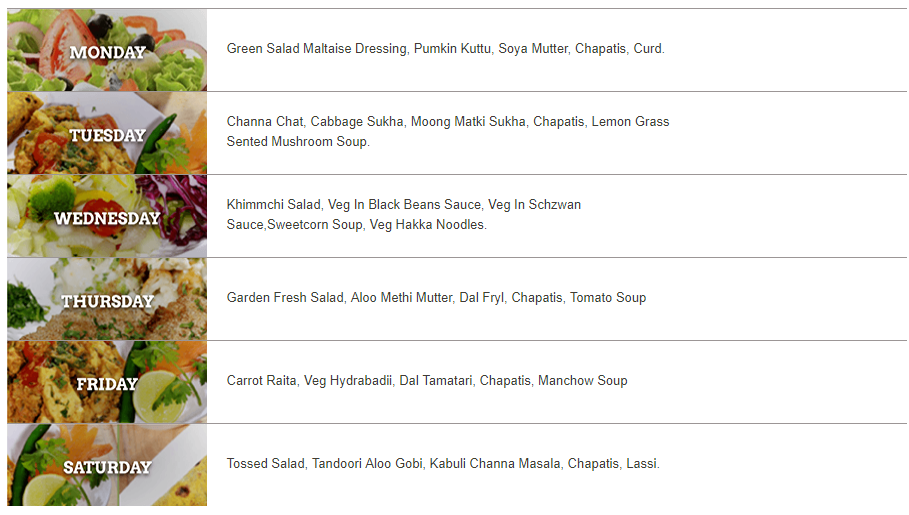 MONDAY
Green Salad Maltaise Dressing, Pumkin Kuttu, Soya Mutter, Chapatis, Curd.
TUESDAY
Channa Chat, Cabbage Sukha, Moong Matki Sukha, Chapatis, Lemon Grass
Sented Mushroom Soup.
WEDNESDAY
Khimmchi Salad, Veg In Black Beans Sauce, Veg In Schzwan
Sauce,Sweetcorn Soup, Veg Hakka Noodles.
THURSDAY
Garden Fresh Salad, Aloo Methi Mutter, Dal Fryl, Chapatis, Tomato Soup
FRIDAY
Carrot Raita, Veg Hydrabadii, Dal Tamatari, Chapatis, Manchow Soup
SATURDAY
Tossed Salad, Tandoori Aloo Gobi, Kabuli Channa Masala, Chapatis, Lassi.